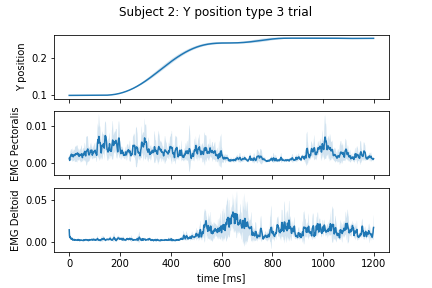 Subject 2: Y position type 3 trial
Y position
0.2
0.1
EMG Pectoralis
0.01
0.00
EMG Deltoid
0.05
0.00
0 200 400 600 800 1000 1200
time [ms]